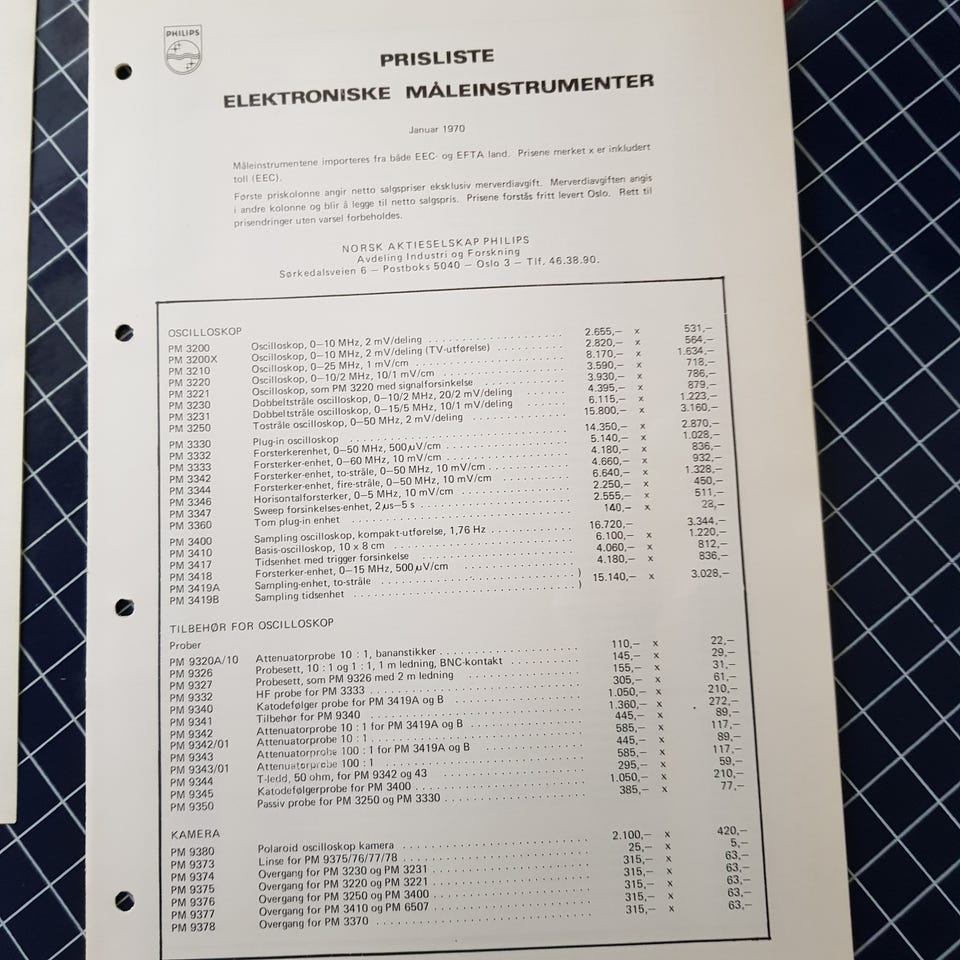 PHILIPS
PRISLISTE
ELEKTRONISKE MÅLEINSTRUMENTER
Januar 1970
Måleinstrumentene importeres fra både EEC- og EFTA land. Prisene merket x er inkludert
toll (EEC).
Første priskolonne angir netto salgspriser eksklusiv merverdiavgift. Merverdiavgiften angis
i andre kolonne og blir å legge til netto salgspris. Prisene forstås fritt levert Oslo. Rett til
prisendringer uten varsel forbeholdes.
NORSK AKTIESELSKAP PHILIPS
Avdeling Industri og Forskning
Sørkedalsveien 6 – Postboks 5040 – Oslo 3 – Tlf. 46.38.90.
OSCILLOSKOP
PM 3200 Oscilloskop, 0–10 MHz, 2 mV/deling 2.655,– x 531,–
PM 3200X Oscilloskop, 0–10 MHz, 2 mV/deling (TV-utførelse) 2.820,– x 564,–
PM 3210 Oscilloskop, 0–25 MHz, 1 mV/cm 8.170,– x 1.634,–
PM 3220 Oscilloskop, 0–10/2 MHz, 10/1 mV/cm 3.590,– x 718,–
PM 3221 Oscilloskop, som PM 3220 med signalforsinkelse 3.930,– x 786,–
PM 3230 Dobbeltstråle oscilloskop, 0–10/2 MHz, 20/2 mV/deling 4.395,– x 879,–
PM 3231 Dobbeltstråle oscilloskop, 0–15/5 MHz, 10/1 mV/deling 6.115,– x 1.223,–
PM 3250 Tostråle oscilloskop, 0–50 MHz, 2 mV/deling 15.800,– x 3.160,–
PM 3330 Plug-in oscilloskop 14.350,– x 2.870,–
PM 3332 Forsterkerenhet, 0–50 MHz, 500µV/cm 5.140,– x 1.028,–
PM 3333 Forsterker-enhet, 0–60 MHz, 10 mV/cm 4.180,– x 836,–
PM 3342 Forsterker-enhet, to-stråle, 0–50 MHz, 10 mV/cm 4.660,– x 932,–
PM 3344 Forsterker-enhet, fire-stråle, 0–50 MHz, 10 mV/cm 6.640,– x 1.328,–
PM 3346 Horisontalforsterker, 0–5 MHz, 10 mV/cm 2.250,– x 450,–
PM 3347 Sweep forsinkelses-enhet, 2µs–5 s 2.555,– x 511,–
PM 3360 Tom plug-in enhet 140,– x 28,–
PM 3400 Sampling oscilloskop, kompakt-utførelse, 1,76 Hz 16.720,– 3.344,–
PM 3410 Basis-oscilloskop, 10 x 8 cm 6.100,– x 1.220,–
PM 3417 Tidsenhet med trigger forsinkelse 4.060,– x 812,–
PM 3418 Forsterker-enhet, 0–15 MHz, 500µV/cm 4.180,– x 836,–
PM 3419A Sampling-enhet, to-stråle ) 15.140,– x 3.028,–
PM 3419B Sampling tidsenhet )
TILBEHØR FOR OSCILLOSKOP
Prober
PM 9320A/10 Attenuatorprobe 10 : 1, bananstikker 110,– x 22,–
PM 9326 Probesett, 10 : 1 og 1 : 1, 1 m ledning, BNC-kontakt 145,– x 29,–
PM 9327 Probesett, som PM 9326 med 2 m ledning 155,– x 31,–
PM 9332 HF probe for PM 3333 305,– x 61,–
PM 9340 Katodefølger probe for PM 3419A og B 1.050,– x 210,–
PM 9341 Tilbehør for PM 9340 1.360,– x 272,–
PM 9342 Attenuatorprobe 10 : 1 for PM 3419A og B 445,– x 89,–
PM 9342/01 Attenuatorprobe 10 : 1 585,– x 117,–
PM 9343 Attenuatorprobe 100 : 1 for PM 3419A og B 445,– x 89,–
PM 9343/01 Attenuatorprobe 100 : 1 585,– x 117,–
PM 9344 T-ledd, 50 ohm, for PM 9342 og 43 295,– x 59,–
PM 9345 Katodefølgerprobe for PM 3400 1.050,– x 210,–
PM 9350 Passiv probe for PM 3250 og PM 3330 385,– x 77,–
KAMERA
PM 9380 Polaroid oscilloskop kamera 2.100,– x 420,–
PM 9373 Linse for PM 9375/76/77/78 25,– x 5,–
PM 9374 Overgang for PM 3230 og PM 3231 315,– x 63,–
PM 9375 Overgang for PM 3220 og PM 3221 315,– x 63,–
PM 9376 Overgang for PM 3250 og PM 3400 315,– x 63,–
PM 9377 Overgang for PM 3410 og PM 6507 315,– x 63,–
PM 9378 Overgang for PM 3370 315,– x 63,–